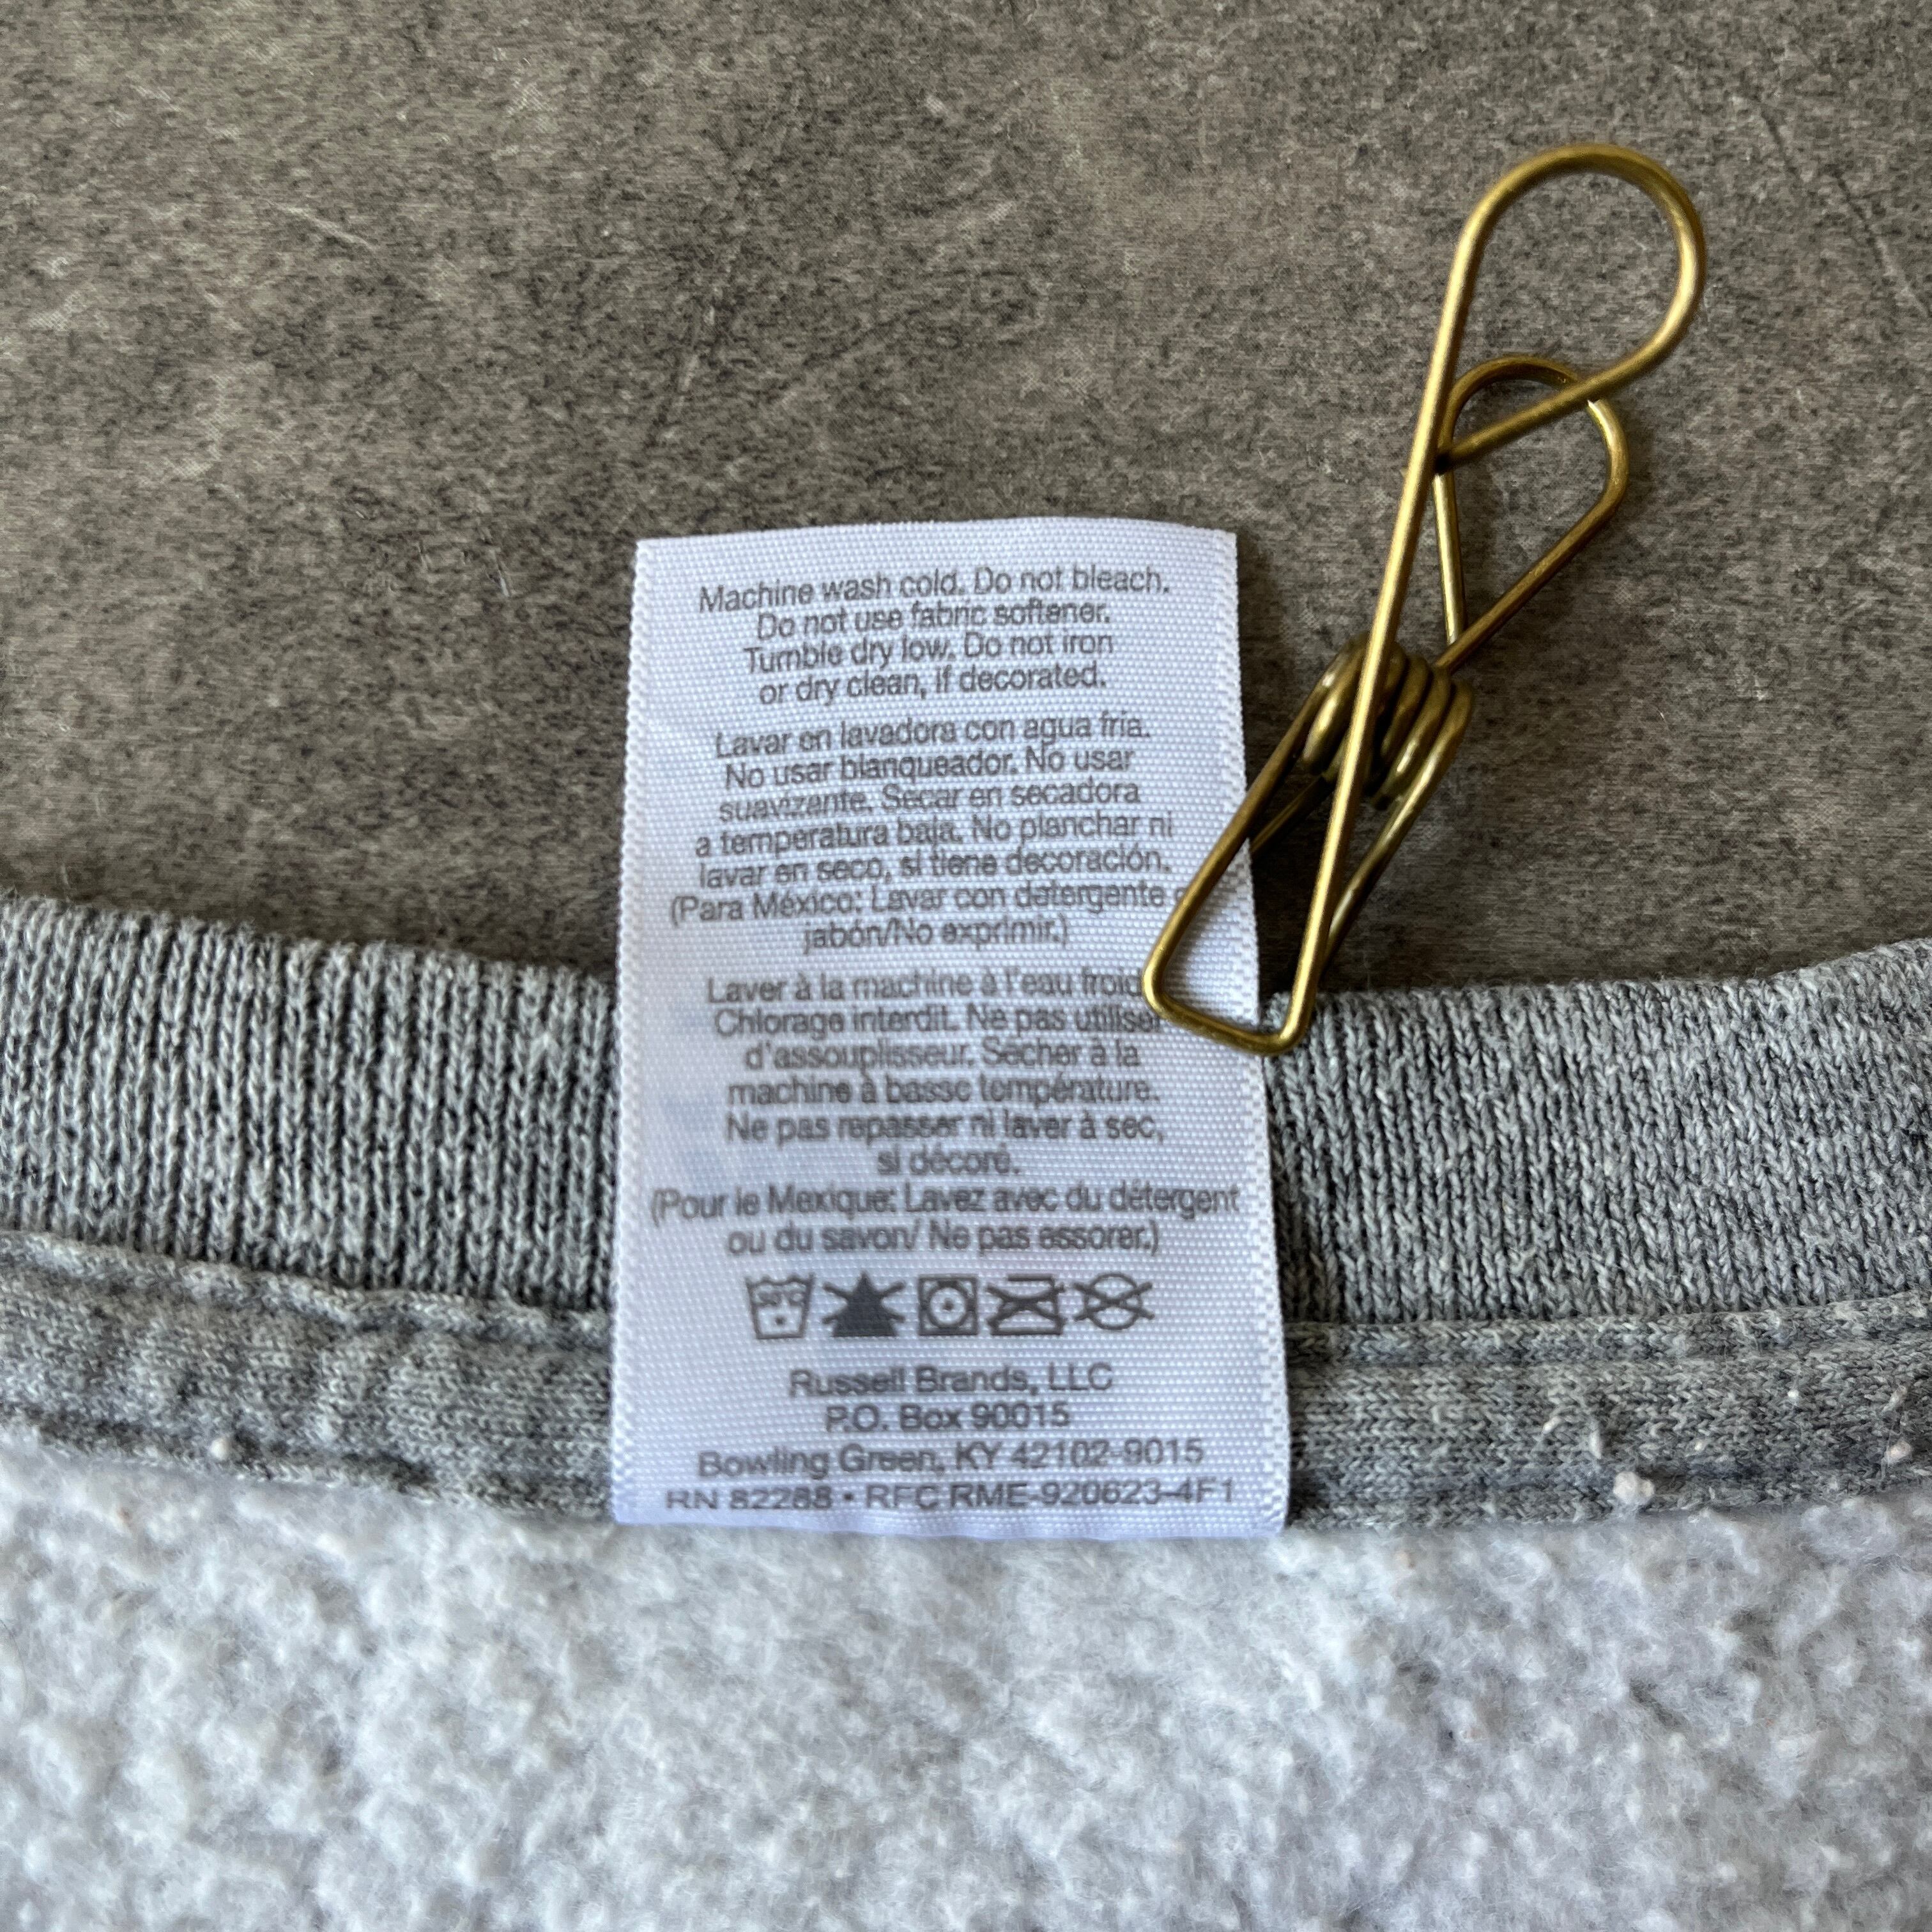 Machine wash cold. Do not bleach.
Do not use fabric softener.
Tumble dry low. Do not iron
or dry clean, if decorated.
Lavar en lavadora con agua fría.
No usar blanqueador. No usar
suavizante. Secar en secadora
a temperatura baja. No planchar ni
lavar en seco, si tiene decoración.
(Para México: Lavar con detergente
jabón/No exprimir.)
Laver à la machine à l'eau
Chlorage interdit. Ne pas utiliser
d'assouplisseur. Sécher à la
machine à basse température.
Ne pas repasser ni laver à sec,
si décoré.
(Pour le Mexique: Lavez avec du détergent
ou du savon/ Ne pas essorer.)
Russell Brands, LLC
P.O. Box 90015
Bowling Green, KY 42102-9015
RN 82288 • RFC RME-920623-4F1